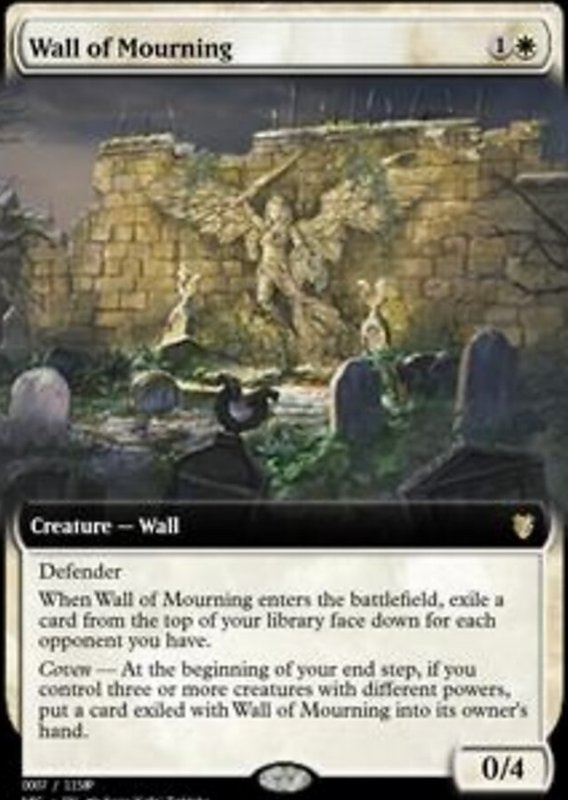 Wall of Mourning
1
Creature — Wall
Defender
When Wall of Mourning enters the battlefield, exile a
card from the top of your library face down for each
opponent you have.
Coven — At the beginning of your end step, if you
control three or more creatures with different powers,
put a card exiled with Wall of Mourning into its owner's
hand.
0/4